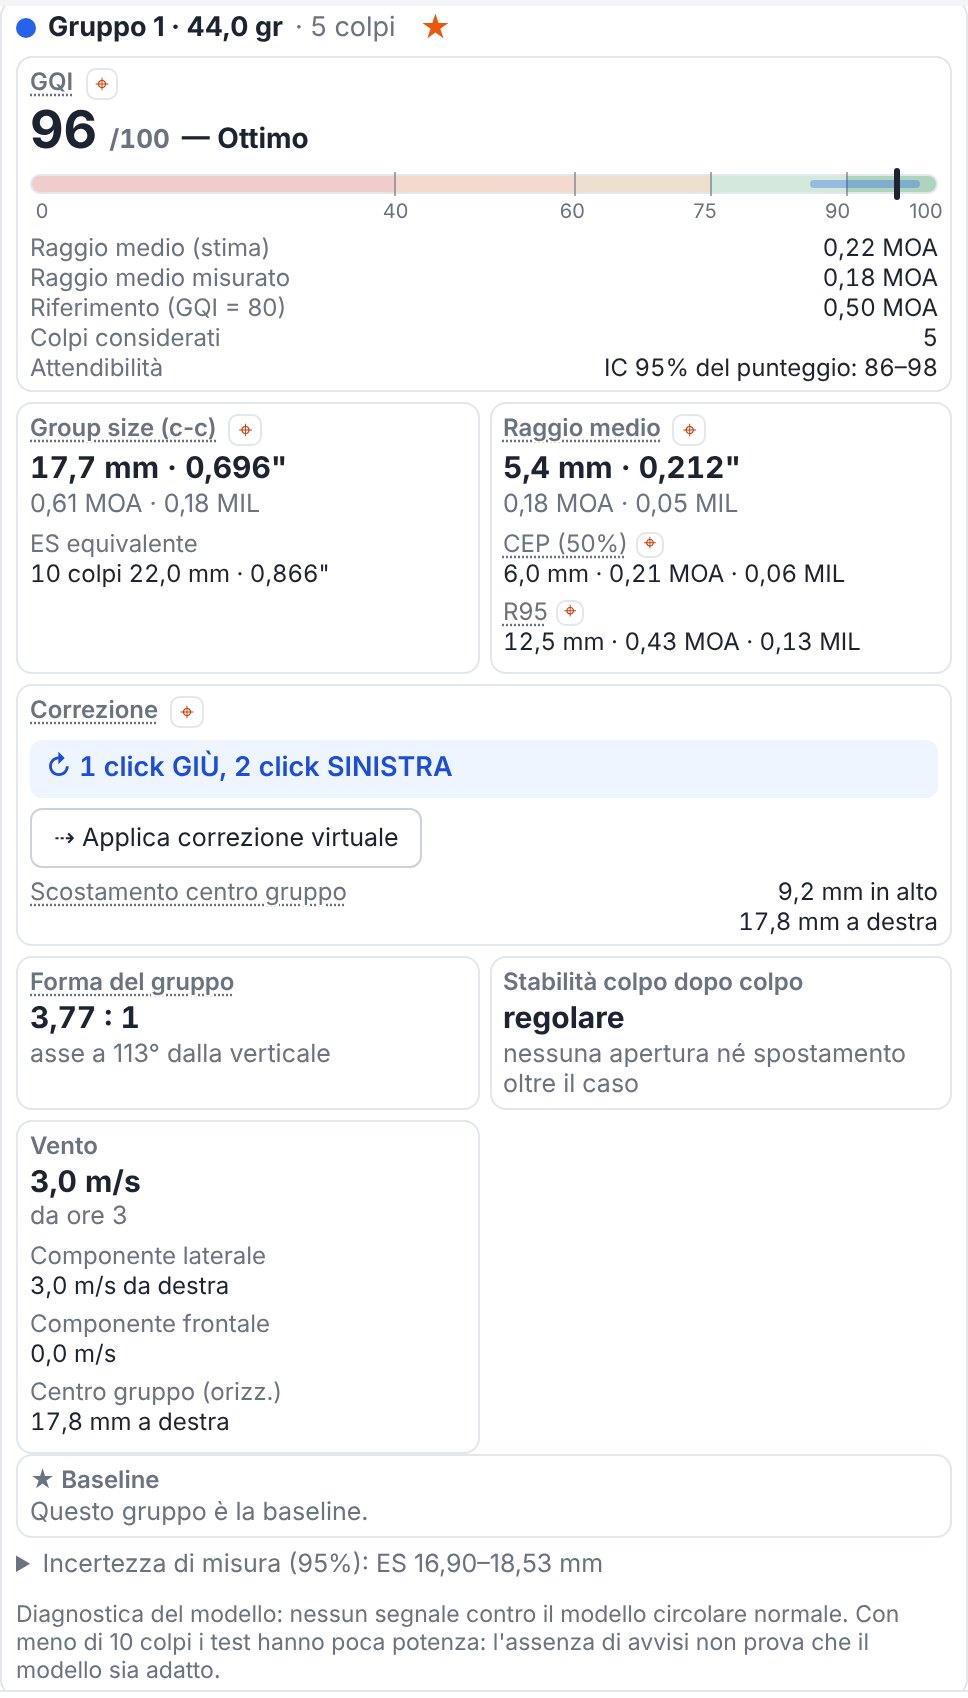 Gruppo 1 · 44,0 gr · 5 colpi ★
GQI
96 /100 — Ottimo
0 40 60 75 90 100
Raggio medio (stima) 0,22 MOA
Raggio medio misurato 0,18 MOA
Riferimento (GQI = 80) 0,50 MOA
Colpi considerati 5
Attendibilità IC 95% del punteggio: 86–98
Group size (c-c)
17,7 mm · 0,696"
0,61 MOA · 0,18 MIL
ES equivalente
10 colpi 22,0 mm · 0,866"
Raggio medio
5,4 mm · 0,212"
0,18 MOA · 0,05 MIL
CEP (50%)
6,0 mm · 0,21 MOA · 0,06 MIL
R95
12,5 mm · 0,43 MOA · 0,13 MIL
Correzione
↻ 1 click GIÙ, 2 click SINISTRA
⇢ Applica correzione virtuale
Scostamento centro gruppo 9,2 mm in alto
17,8 mm a destra
Forma del gruppo
3,77 : 1
asse a 113° dalla verticale
Stabilità colpo dopo colpo
regolare
nessuna apertura né spostamento
oltre il caso
Vento
3,0 m/s
da ore 3
Componente laterale
3,0 m/s da destra
Componente frontale
0,0 m/s
Centro gruppo (orizz.)
17,8 mm a destra
★ Baseline
Questo gruppo è la baseline.
▶ Incertezza di misura (95%): ES 16,90–18,53 mm
Diagnostica del modello: nessun segnale contro il modello circolare normale. Con
meno di 10 colpi i test hanno poca potenza: l'assenza di avvisi non prova che il
modello sia adatto.